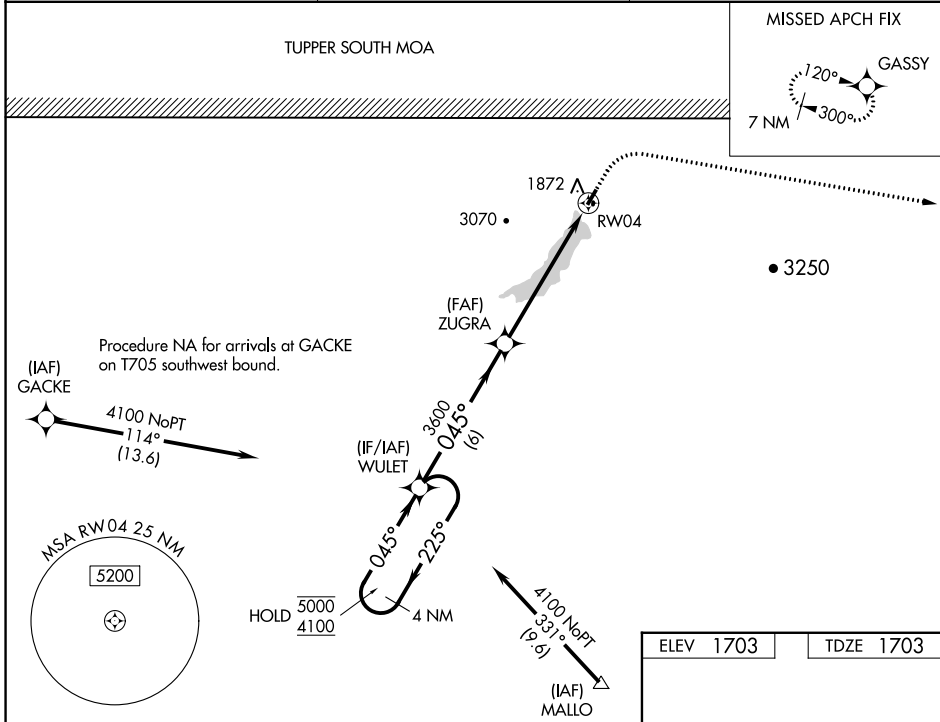 TUPPER SOUTH MOA
MISSED APCH FIX
GASSY
120°
300°
7 NM
1872
RW04
3070
3250
(FAF)
ZUGRA
Procedure NA for arrivals at GACKE
on T705 southwest bound.
(IAF)
GACKE
4100 NoPT
114°
(13.6)
3600
045°
(6)
(IF/IAF)
WULET
045°
225°
MSA RW04 25 NM
5200
HOLD
5000
4100
4 NM
4100 NoPT
331°
(9.6)
(IAF)
MALLO
ELEV 1703
TDZE 1703